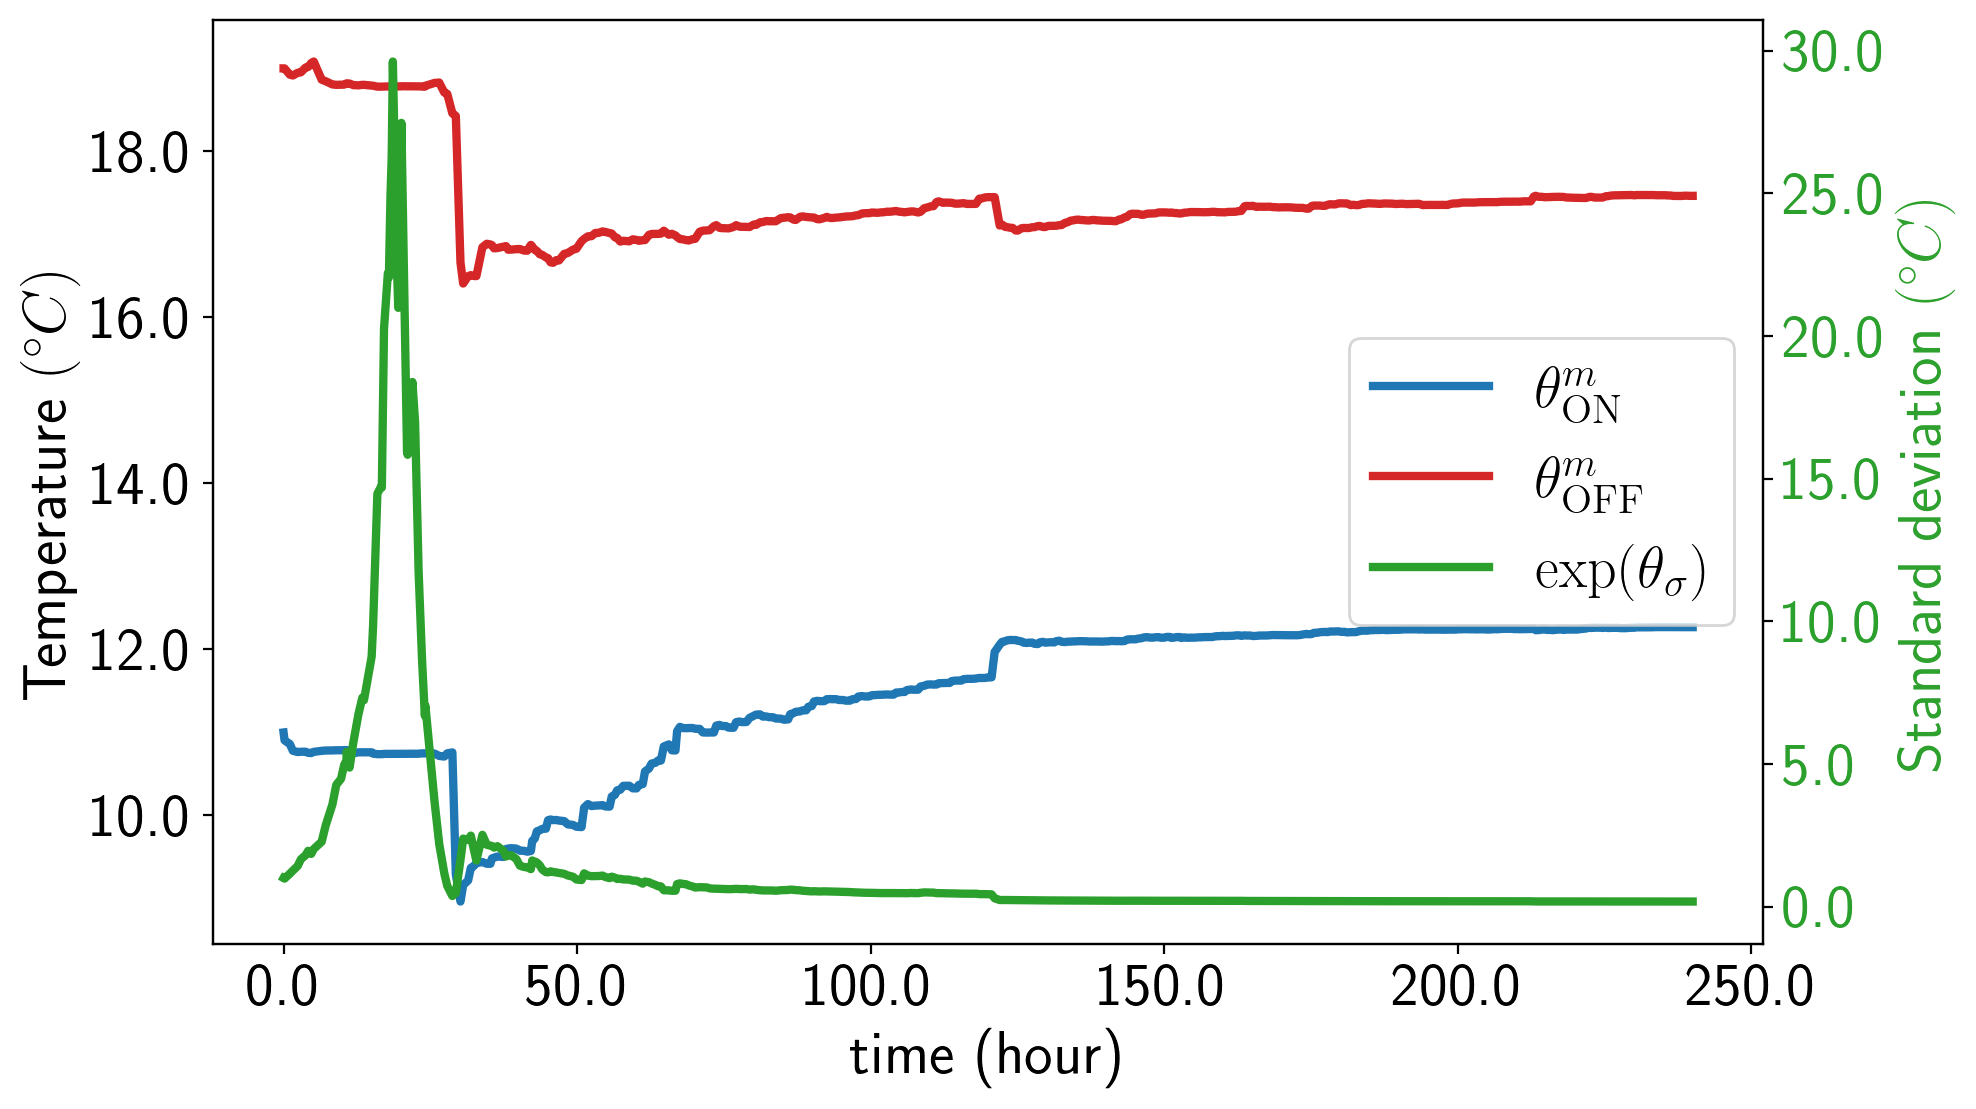 Temperature (°C)
18.0
16.0
14.0
12.0
10.0
0.0 50.0 100.0 150.0 200.0 250.0
time (hour)
θ^m_ON
θ^m_OFF
exp(θ_σ)
30.0
25.0
20.0
15.0
10.0
5.0
0.0
Standard deviation (°C)